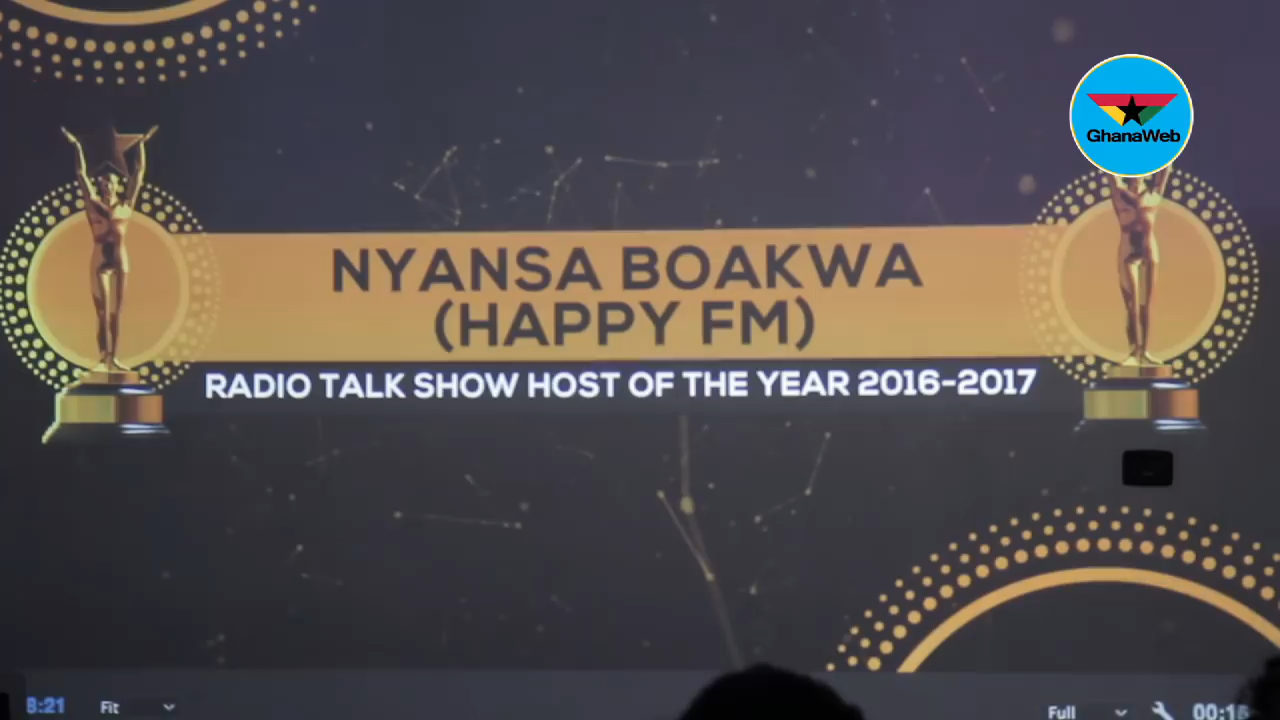 GhanaWeb
NYANSA BOAKWA
(HAPPY FM)
RADIO TALK SHOW HOST OF THE YEAR 2016-2017
Fit
Full